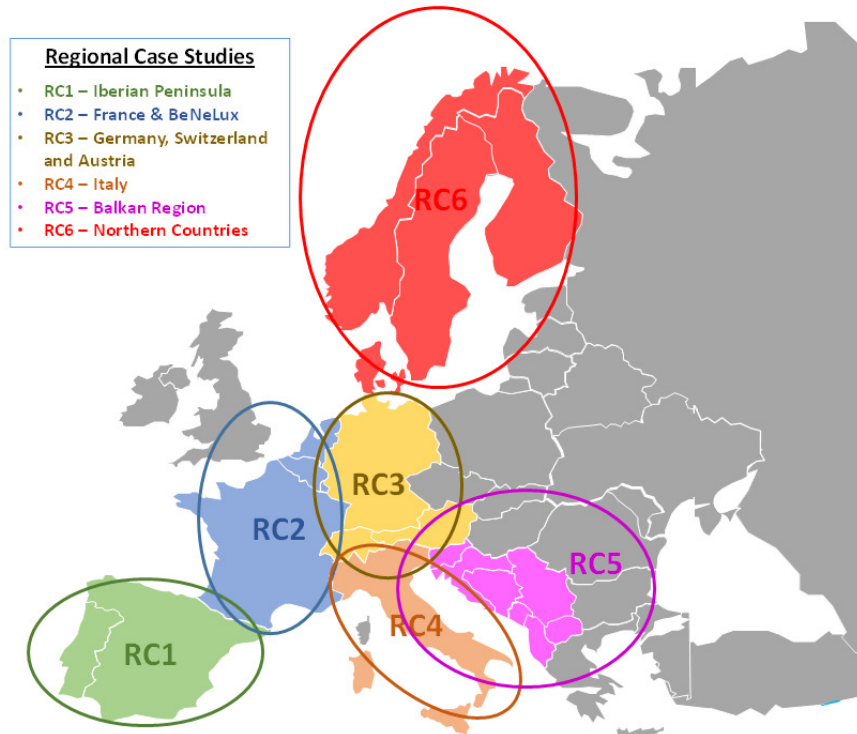 Regional Case Studies
• RC1 – Iberian Peninsula
• RC2 – France & BeNeLux
• RC3 – Germany, Switzerland
and Austria
• RC4 – Italy
• RC5 – Balkan Region
• RC6 – Northern Countries
RC6
RC3
RC2
RC5
RC4
RC1